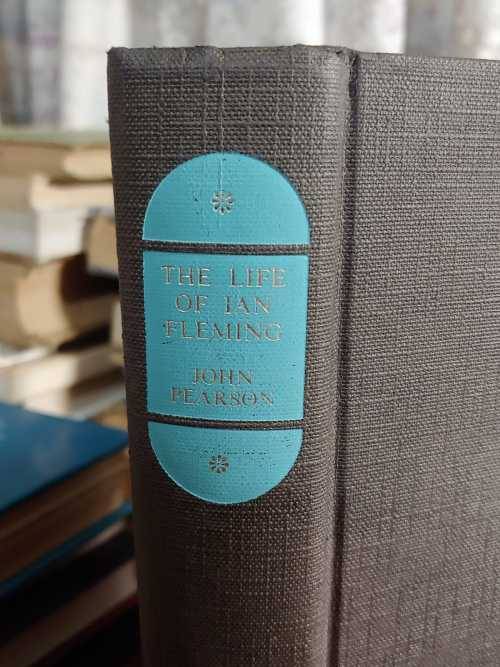 THE LIFE
OF IAN
FLEMING
JOHN
PEARSON